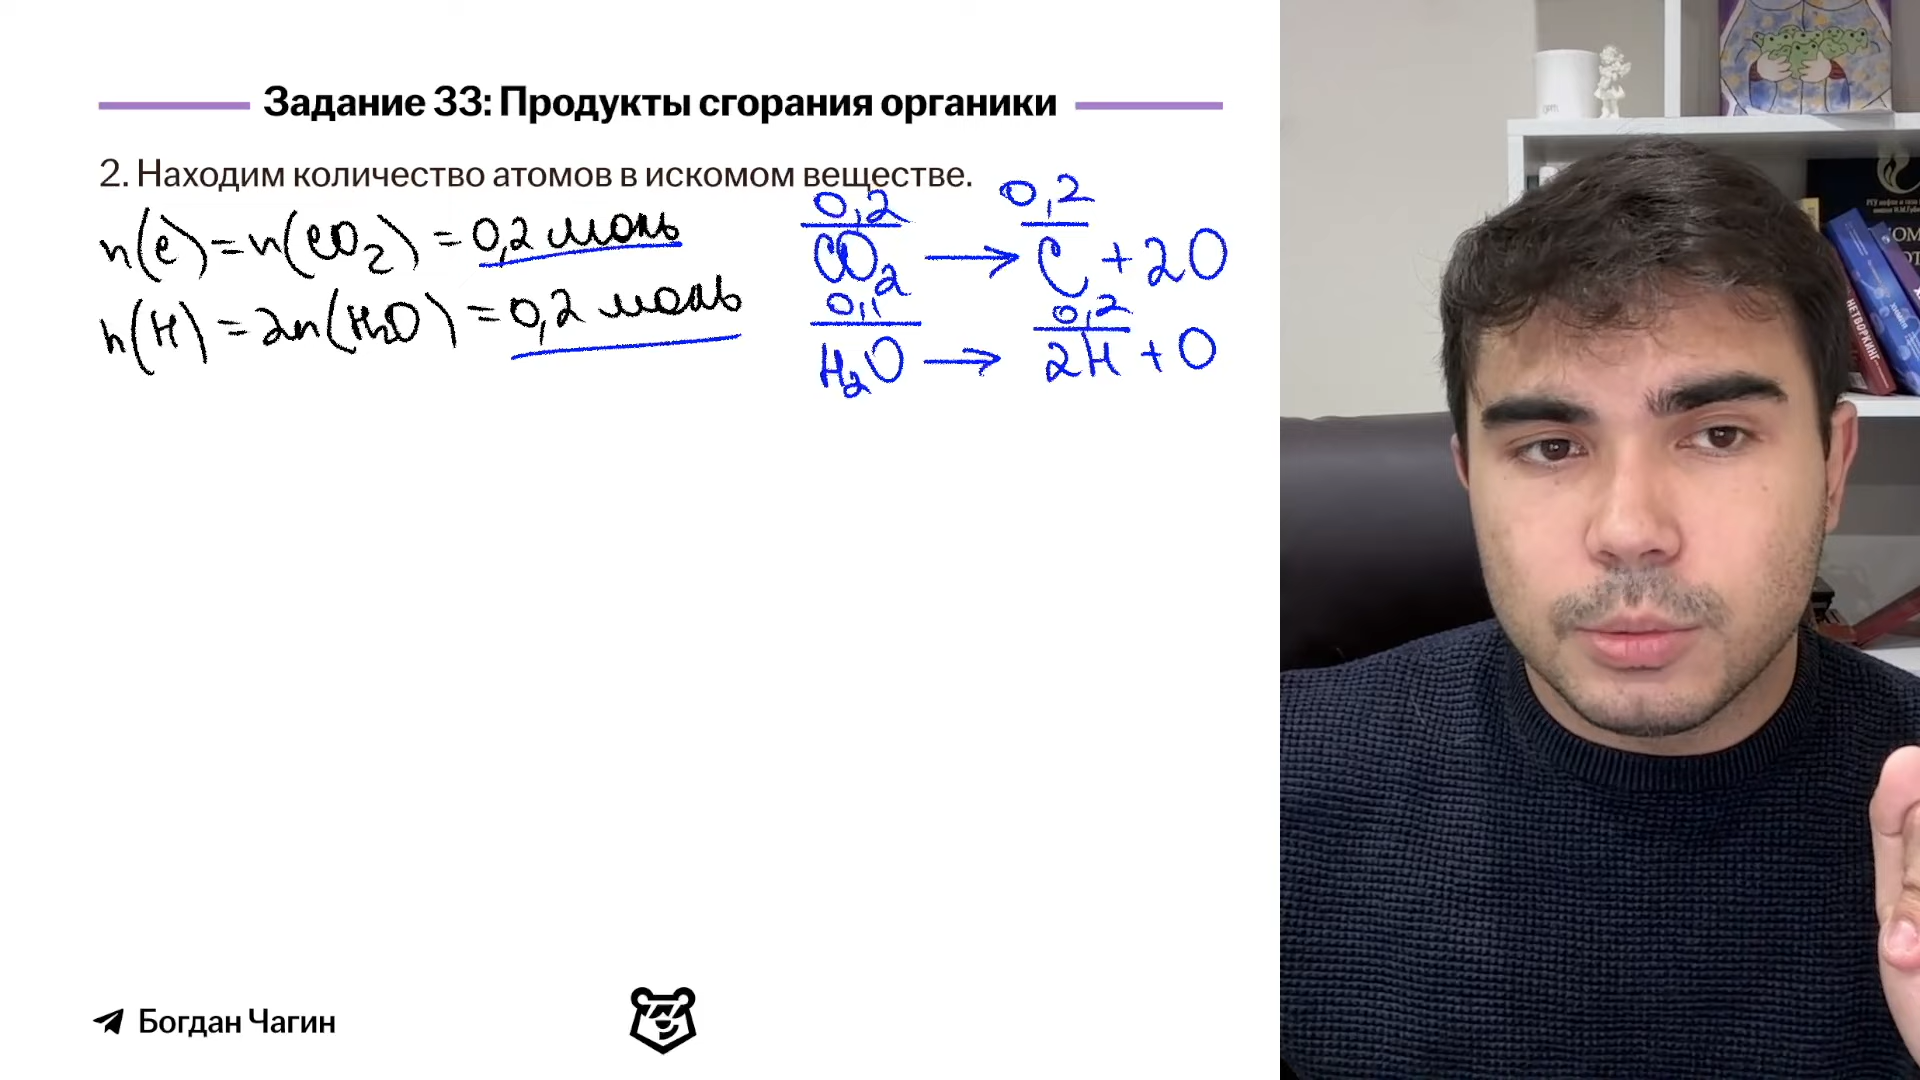 Задание 33: Продукты сгорания органики
2. Находим количество атомов в искомом веществе.
n(C) = n(CO₂) = 0,2 моль
n(H) = 2n(H₂O) = 0,2 моль
0,2 0,2
CO₂ → C + 2O
0,1 0,2
H₂O → 2H + O
Богдан Чагин
НЕТВОРКИНГ